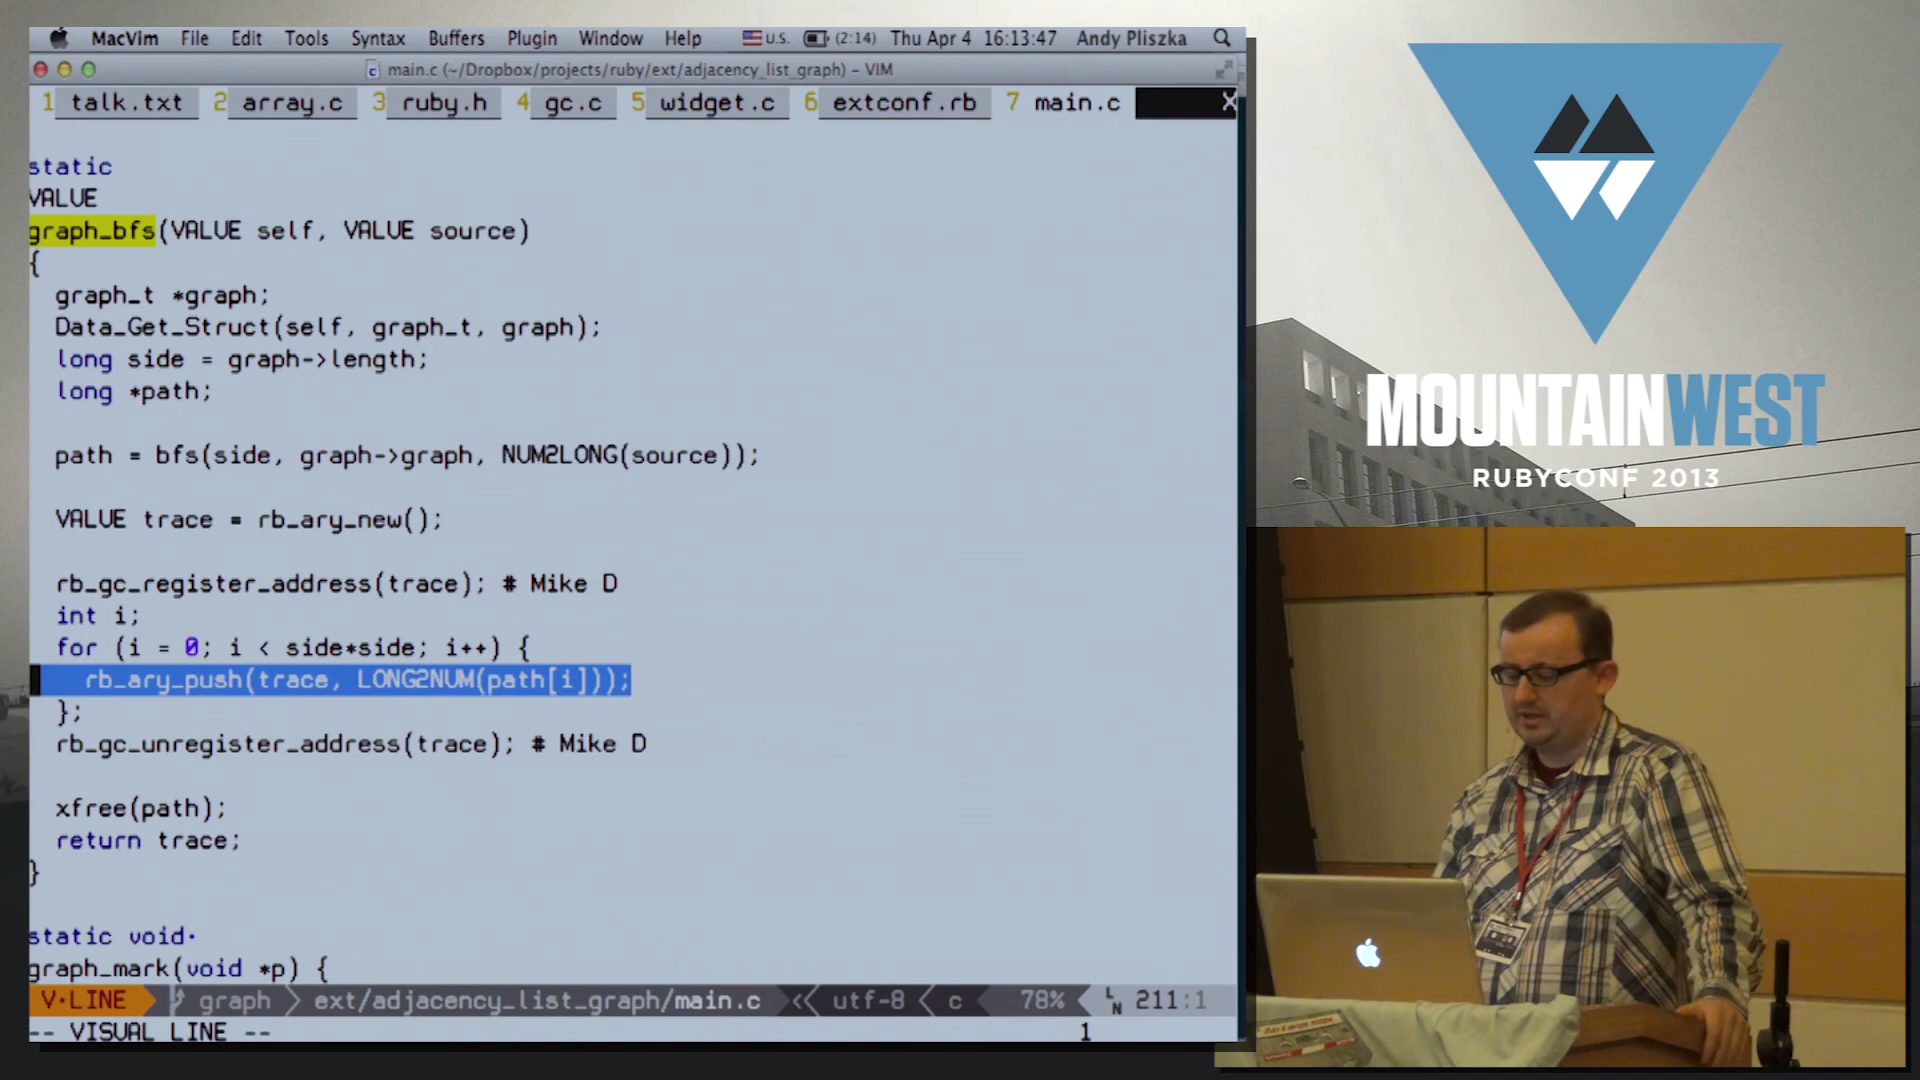 MacVim File Edit Tools Syntax Buffers Plugin Window Help U.S. (2:14) Thu Apr 4 16:13:47 Andy Pliszka
main.c (~/Dropbox/projects/ruby/ext/adjacency_list_graph) – VIM
1 talk.txt 2 array.c 3 ruby.h 4 gc.c 5 widget.c 6 extconf.rb 7 main.c X
static
VALUE
graph_bfs(VALUE self, VALUE source)
{
graph_t *graph;
Data_Get_Struct(self, graph_t, graph);
long side = graph->length;
long *path;
path = bfs(side, graph->graph, NUM2LONG(source));
VALUE trace = rb_ary_new();
rb_gc_register_address(trace); # Mike D
int i;
for (i = 0; i < side*side; i++) {
rb_ary_push(trace, LONG2NUM(path[i]));
};
rb_gc_unregister_address(trace); # Mike D
xfree(path);
return trace;
}
static void·
graph_mark(void *p) {
V·LINE graph ext/adjacency_list_graph/main.c utf-8 c 78% LN 211:1
-- VISUAL LINE -- 1
MOUNTAINWEST
RUBYCONF 2013